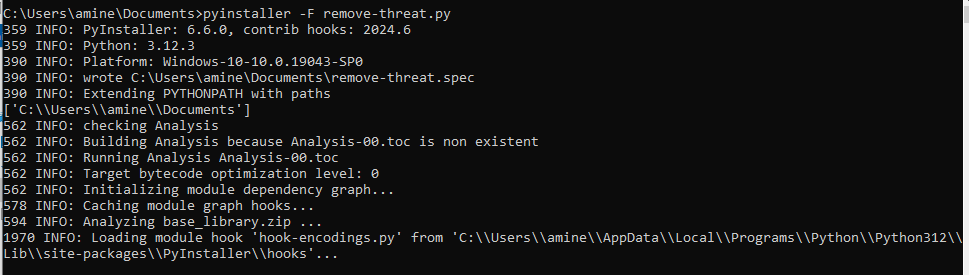 C:\Users\amine\Documents>pyinstaller -F remove-threat.py
359 INFO: PyInstaller: 6.6.0, contrib hooks: 2024.6
359 INFO: Python: 3.12.3
390 INFO: Platform: Windows-10-10.0.19043-SP0
390 INFO: wrote C:\Users\amine\Documents\remove-threat.spec
390 INFO: Extending PYTHONPATH with paths
['C:\\Users\\amine\\Documents']
562 INFO: checking Analysis
562 INFO: Building Analysis because Analysis-00.toc is non existent
562 INFO: Running Analysis Analysis-00.toc
562 INFO: Target bytecode optimization level: 0
562 INFO: Initializing module dependency graph...
578 INFO: Caching module graph hooks...
594 INFO: Analyzing base_library.zip ...
1970 INFO: Loading module hook 'hook-encodings.py' from 'C:\\Users\\amine\\AppData\\Local\\Programs\\Python\\Python312\\
Lib\\site-packages\\PyInstaller\\hooks'...